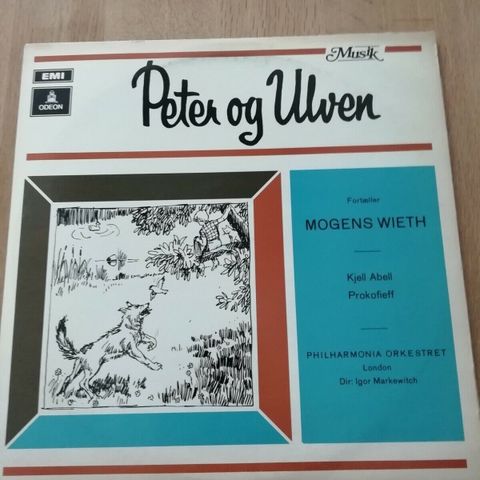 EMI
ODEON
Musik
Peter og Ulven
Fortæller
MOGENS WIETH
Kjell Abell
Prokofieff
PHILHARMONIA ORKESTRET
London
Dir: Igor Markewitch